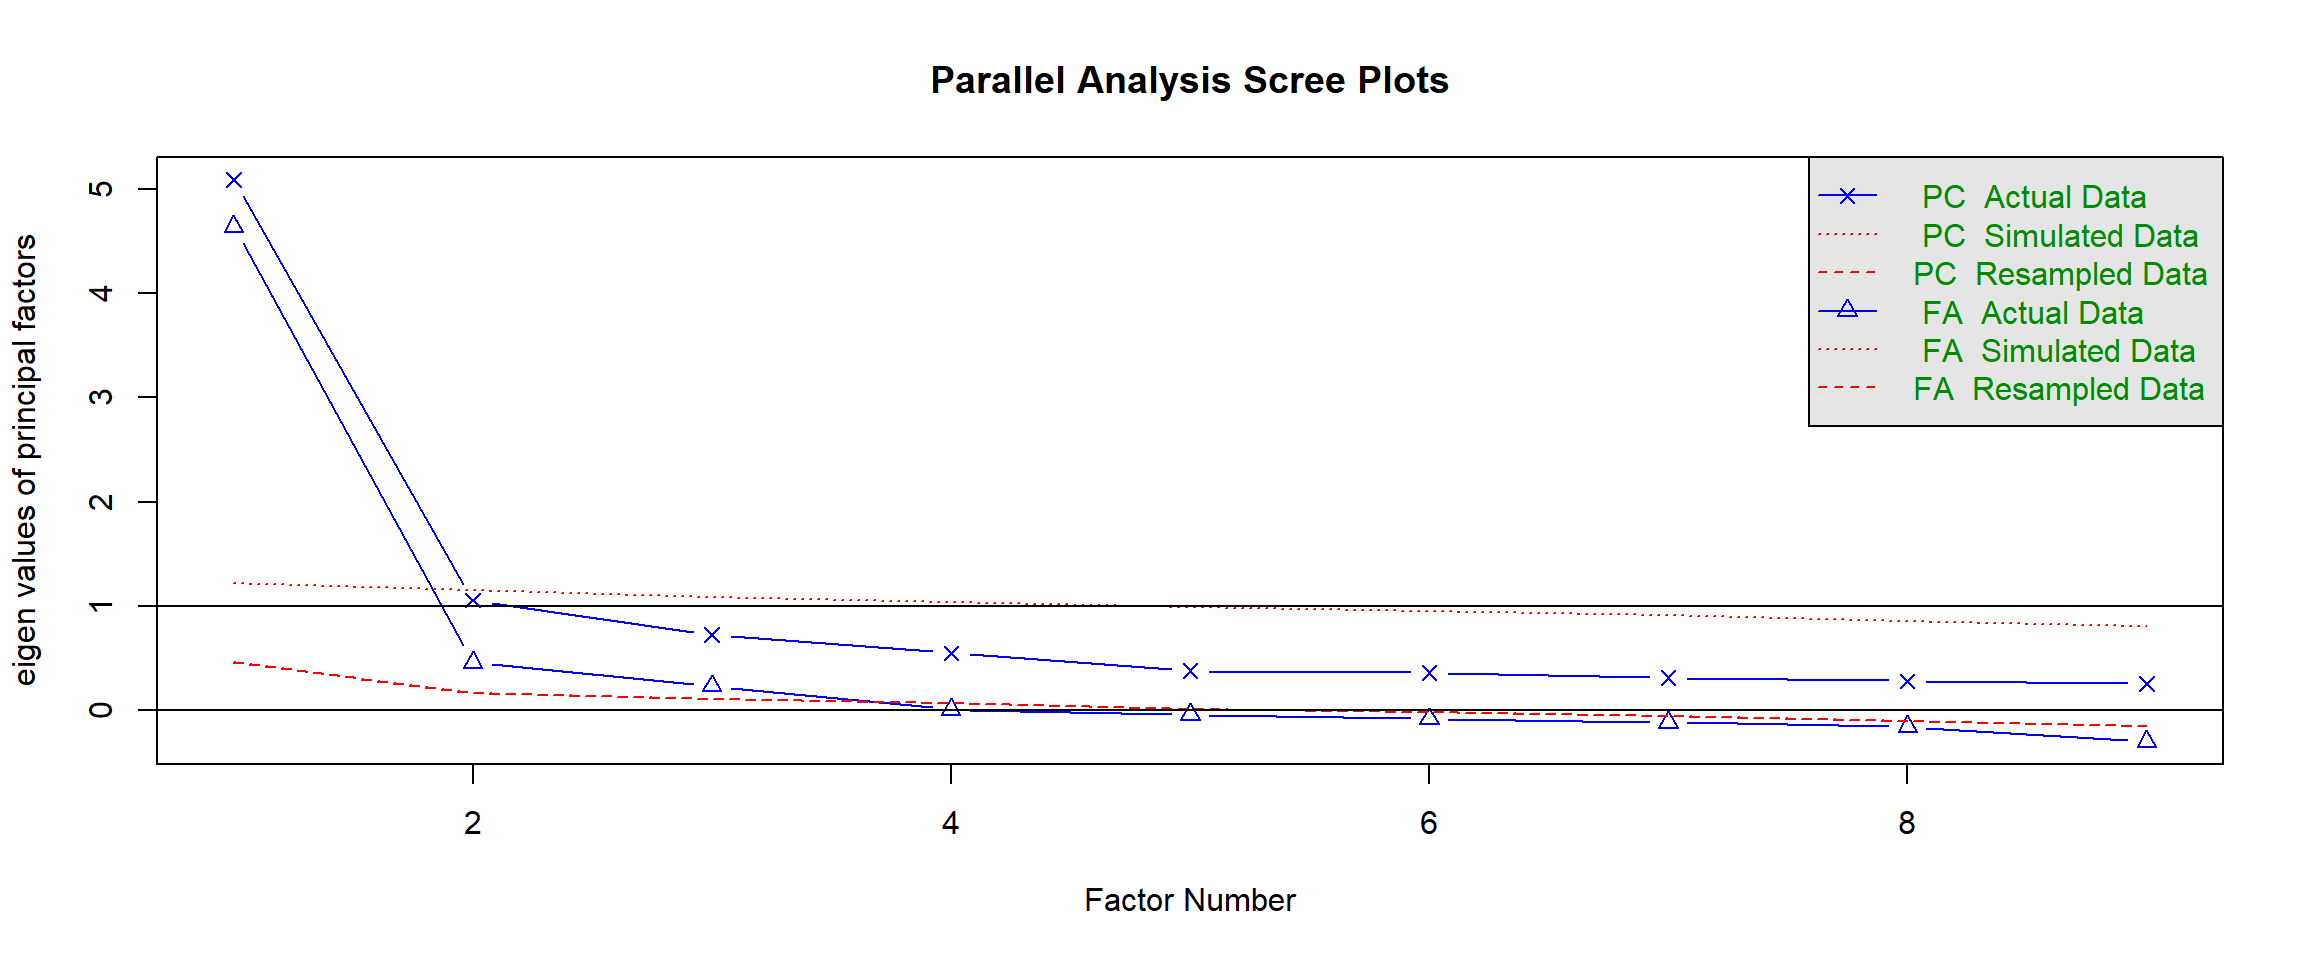 Parallel Analysis Scree Plots
eigen values of principal factors
5
4
3
2
1
0
PC Actual Data
PC Simulated Data
PC Resampled Data
FA Actual Data
FA Simulated Data
FA Resampled Data
2 4 6 8
Factor Number